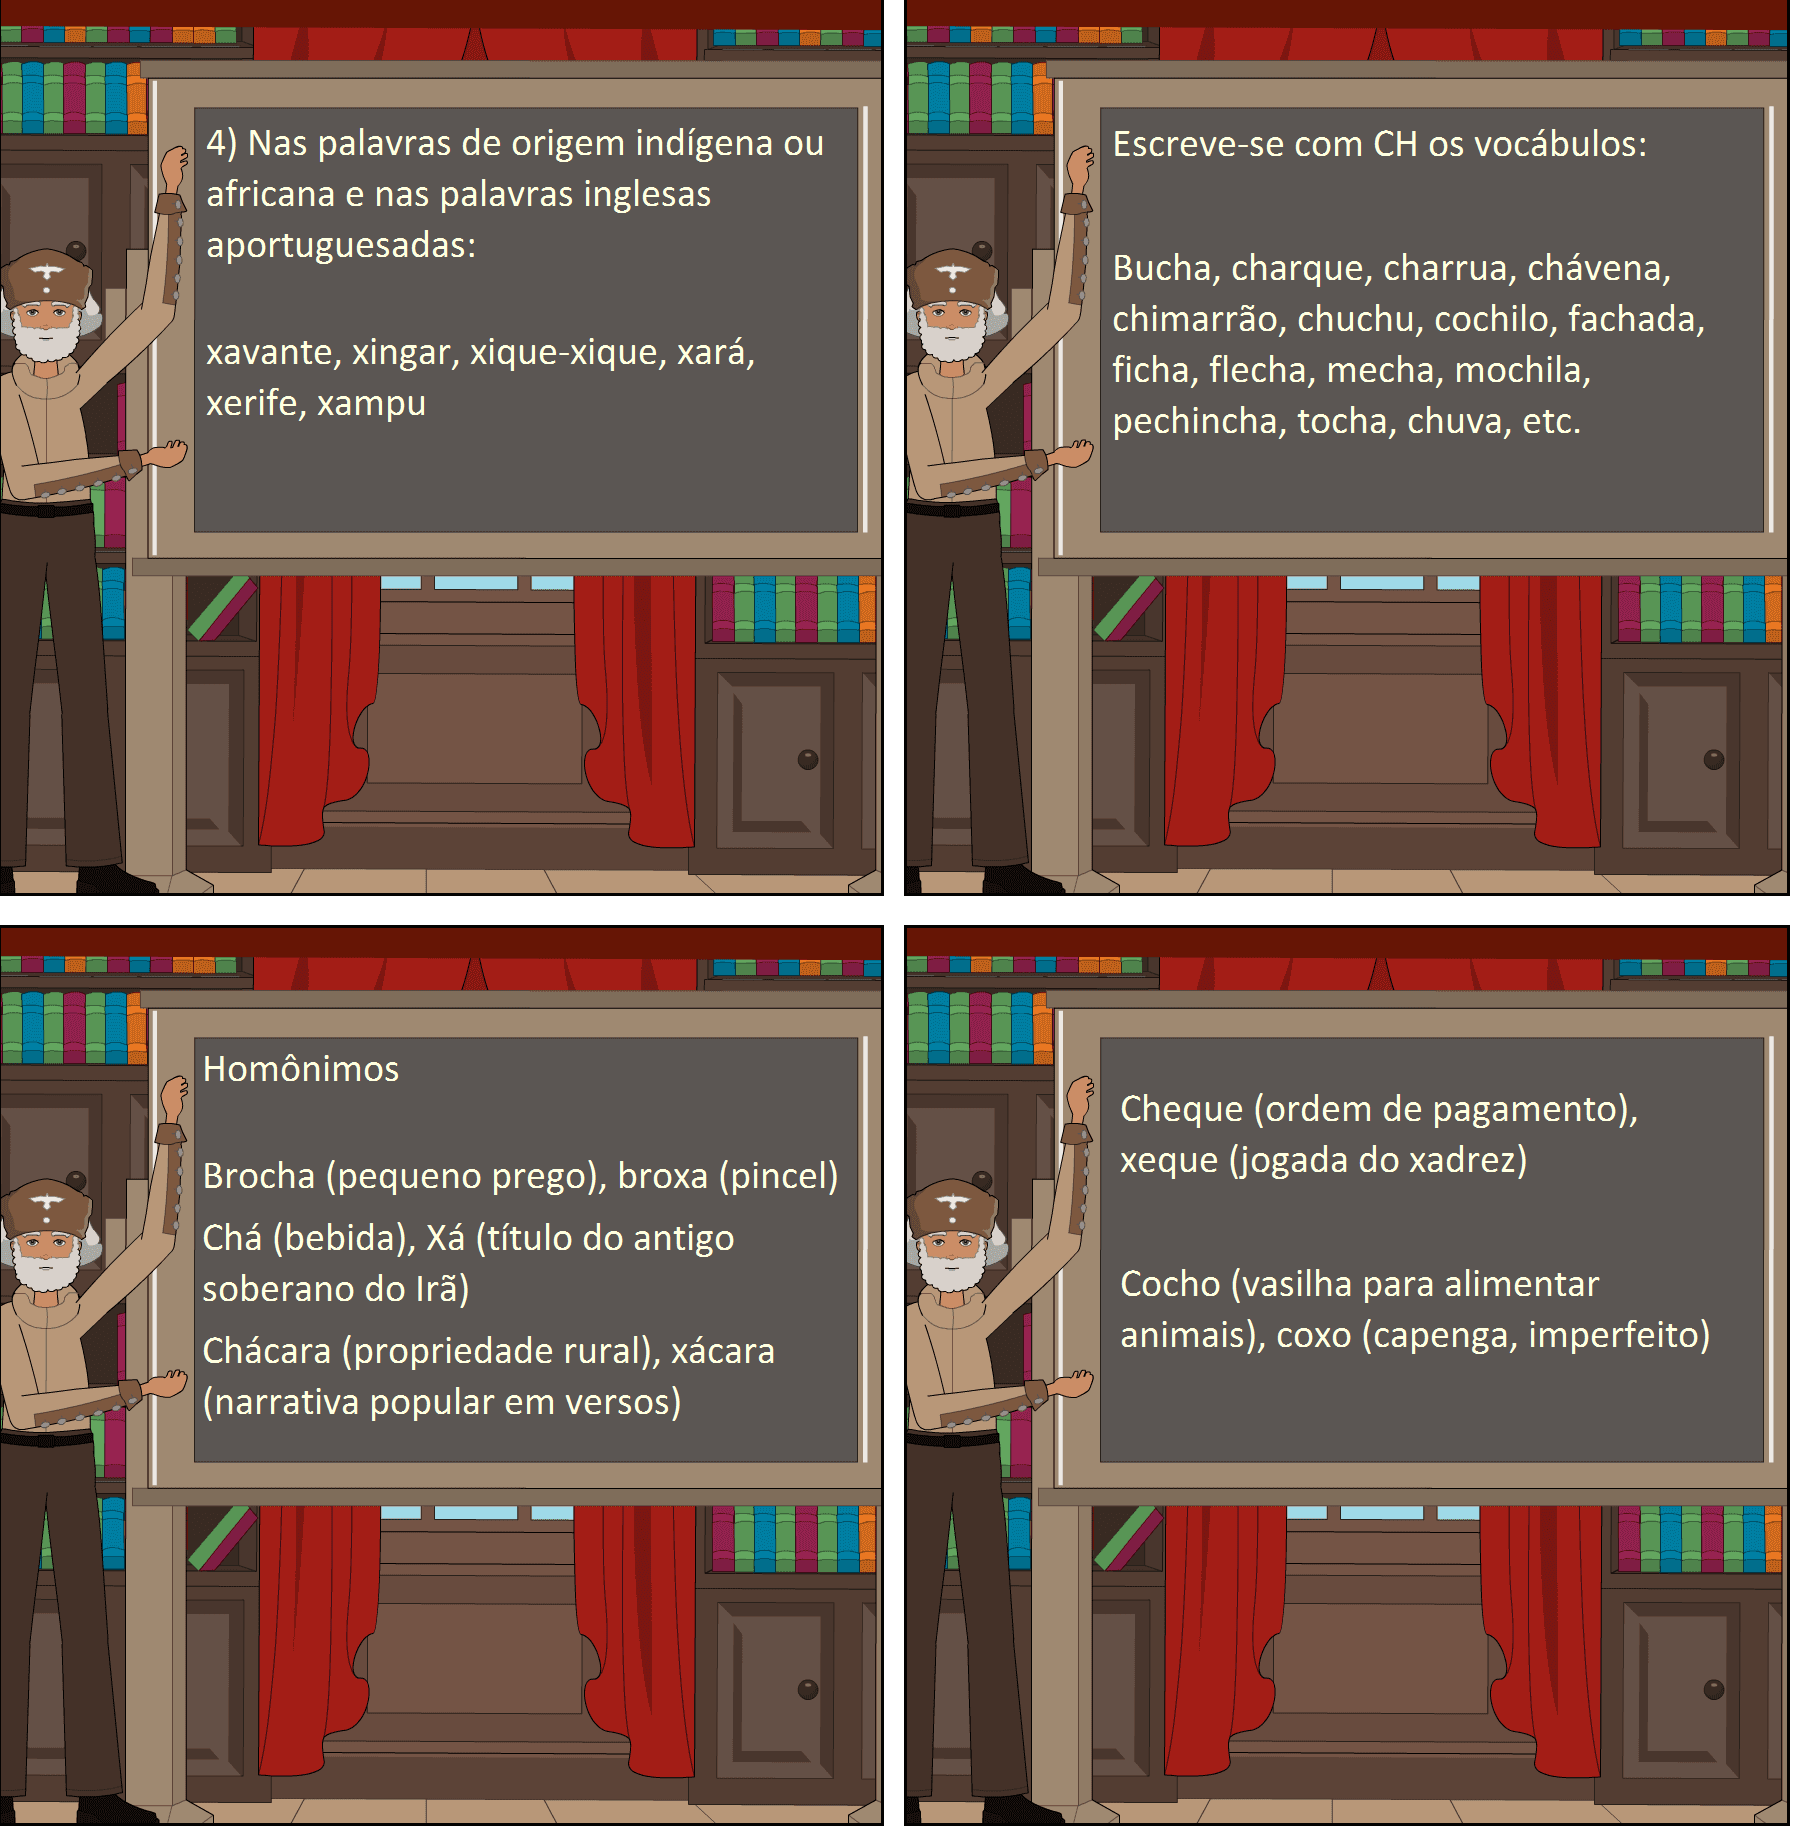 4) Nas palavras de origem indígena ou
africana e nas palavras inglesas
aportuguesadas:
xavante, xingar, xique-xique, xará,
xerife, xampu
Escreve-se com CH os vocábulos:
Bucha, charque, charrua, chávena,
chimarrão, chuchu, cochilo, fachada,
ficha, flecha, mecha, mochila,
pechincha, tocha, chuva, etc.
Homônimos
Brocha (pequeno prego), broxa (pincel)
Chá (bebida), Xá (título do antigo
soberano do Irã)
Chácara (propriedade rural), xácara
(narrativa popular em versos)
Cheque (ordem de pagamento),
xeque (jogada do xadrez)
Cocho (vasilha para alimentar
animais), coxo (capenga, imperfeito)